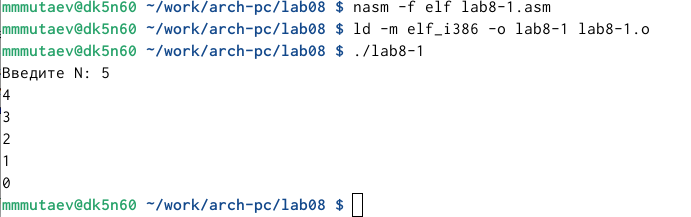 mmmutaev@dk5n60 ~/work/arch-pc/lab08 $ nasm -f elf lab8-1.asm
mmmutaev@dk5n60 ~/work/arch-pc/lab08 $ ld -m elf_i386 -o lab8-1 lab8-1.o
mmmutaev@dk5n60 ~/work/arch-pc/lab08 $ ./lab8-1
Введите N: 5
4
3
2
1
0
mmmutaev@dk5n60 ~/work/arch-pc/lab08 $